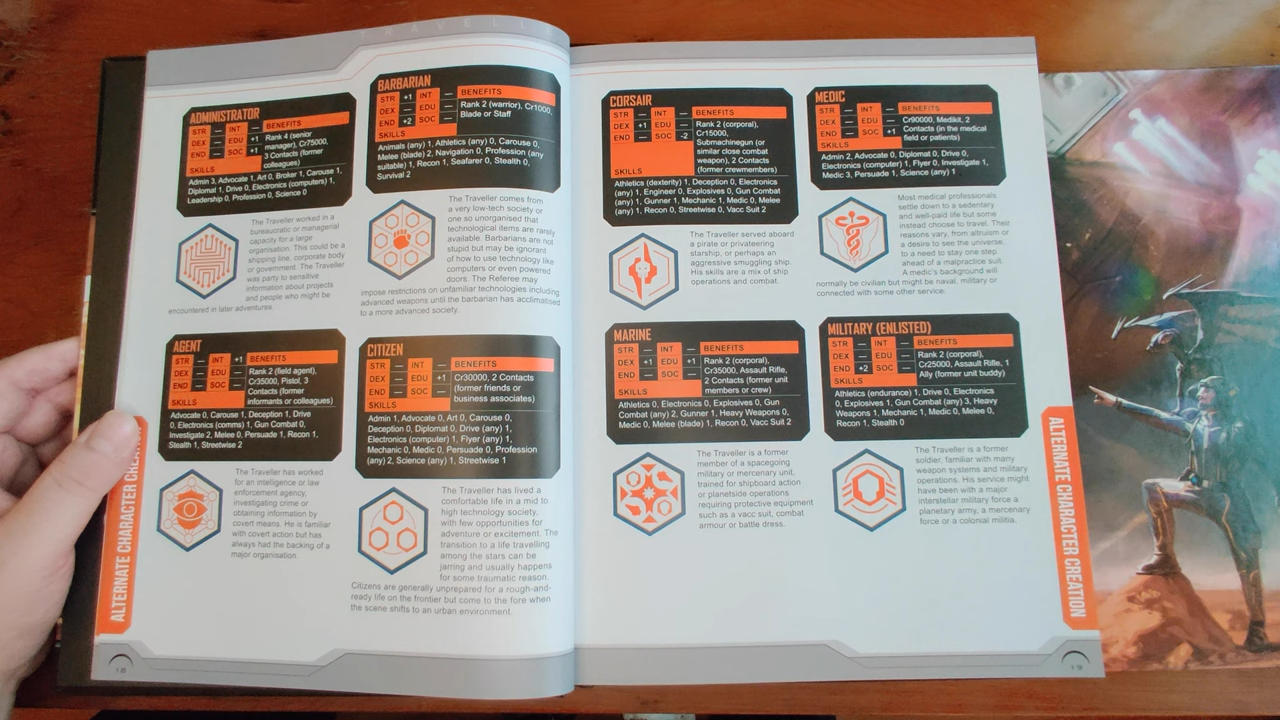 TRAVELL
ADMINISTRATOR
STR — INT — BENEFITS
DEX — EDU +1 Rank 4 (senior
END — SOC +1 manager), Cr75000,
3 Contacts (former
SKILLS colleagues)
Admin 3, Advocate 1, Art 0, Broker 1, Carouse 1,
Diplomat 1, Drive 0, Electronics (computers) 1,
Leadership 0, Profession 0, Science 0
The Traveller worked in a
bureaucratic or managerial
capacity for a large
organisation. This could be a
shipping line, corporate body
or government. The Traveller
was party to sensitive
information about projects
and people who might be
encountered in later adventures.
BARBARIAN
STR +1 INT — BENEFITS
DEX — EDU — Rank 2 (warrior), Cr1000,
END +2 SOC — Blade or Staff
SKILLS
Animals (any) 1, Athletics (any) 0, Carouse 0,
Melee (blade) 2, Navigation 0, Profession (any
suitable) 1, Recon 1, Seafarer 0, Stealth 0,
Survival 2
The Traveller comes from
a very low-tech society or
one so unorganised that
technological items are rarely
available. Barbarians are not
stupid but may be ignorant
of how to use technology like
computers or even powered
doors. The Referee may
impose restrictions on unfamiliar technologies including
advanced weapons until the barbarian has acclimatised
to a more advanced society.
AGENT
STR — INT +1 BENEFITS
DEX — EDU — Rank 2 (field agent),
END — SOC — Cr35000, Pistol, 3
Contacts (former
SKILLS informants or colleagues)
Advocate 0, Carouse 1, Deception 1, Drive
0, Electronics (comms) 1, Gun Combat 0,
Investigate 2, Melee 0, Persuade 1, Recon 1,
Stealth 1, Streetwise 2
The Traveller has worked
for an intelligence or law
enforcement agency,
investigating crime or
obtaining information by
covert means. He is familiar
with covert action but has
always had the backing of a
major organisation.
CITIZEN
STR — INT — BENEFITS
DEX — EDU +1 Cr30000, 2 Contacts
END — SOC — (former friends or
SKILLS business associates)
Admin 1, Advocate 0, Art 0, Carouse 0,
Deception 0, Diplomat 0, Drive (any) 1,
Electronics (computer) 1, Flyer (any) 1,
Mechanic 0, Medic 0, Persuade 0, Profession
(any) 2, Science (any) 1, Streetwise 1
The Traveller has lived a
comfortable life in a mid to
high technology society,
with few opportunities for
adventure or excitement. The
transition to a life travelling
among the stars can be
jarring and usually happens
for some traumatic reason.
Citizens are generally unprepared for a rough-and-
ready life on the frontier but come to the fore when
the scene shifts to an urban environment.
ALTERNATE CHARACTER CREA
18
CORSAIR
STR — INT — BENEFITS
DEX +1 EDU — Rank 2 (corporal),
END — SOC -2 Cr15000,
Submachinegun (or
similar close combat
weapon), 2 Contacts
SKILLS (former crewmembers)
Athletics (dexterity) 1, Deception 0, Electronics
(any) 1, Engineer 0, Explosives 0, Gun Combat
(any) 1, Gunner 1, Mechanic 1, Medic 0, Melee
(any) 1, Recon 0, Streetwise 0, Vacc Suit 2
The Traveller served aboard
a pirate or privateering
starship, or perhaps an
aggressive smuggling ship.
His skills are a mix of ship
operations and combat.
MEDIC
STR — INT — BENEFITS
DEX — EDU — Cr90000, Medikit, 2
END — SOC +1 Contacts (in the medical
SKILLS field or patients)
Admin 2, Advocate 0, Diplomat 0, Drive 0,
Electronics (computer) 1, Flyer 0, Investigate 1,
Medic 3, Persuade 1, Science (any) 1
Most medical professionals
settle down to a sedentary
and well-paid life but some
instead choose to travel. Their
reasons vary, from altruism or
a desire to see the universe,
to a need to stay one step
ahead of a malpractice suit.
A medic's background will
normally be civilian but might be naval, military or
connected with some other service.
MARINE
STR — INT — BENEFITS
DEX +1 EDU +1 Rank 2 (corporal),
END — SOC — Cr35000, Assault Rifle,
2 Contacts (former unit
SKILLS members or crew)
Athletics 0, Electronics 0, Explosives 0, Gun
Combat (any) 2, Gunner 1, Heavy Weapons 0,
Medic 0, Melee (blade) 1, Recon 0, Vacc Suit 2
The Traveller is a former
member of a spacegoing
military or mercenary unit,
trained for shipboard action
or planetside operations
requiring protective equipment
such as a vacc suit, combat
armour or battle dress.
MILITARY (ENLISTED)
STR — INT — BENEFITS
DEX — EDU — Rank 2 (corporal),
END +2 SOC — Cr25000, Assault Rifle, 1
SKILLS Ally (former unit buddy)
Athletics (endurance) 1, Drive 0, Electronics
0, Explosives 1, Gun Combat (any) 3, Heavy
Weapons 1, Mechanic 1, Medic 0, Melee 0,
Recon 1, Stealth 0
The Traveller is a former
soldier, familiar with many
weapon systems and military
operations. His service might
have been with a major
interstellar military force a
planetary army, a mercenary
force or a colonial militia.
ALTERNATE CHARACTER CREATION
19